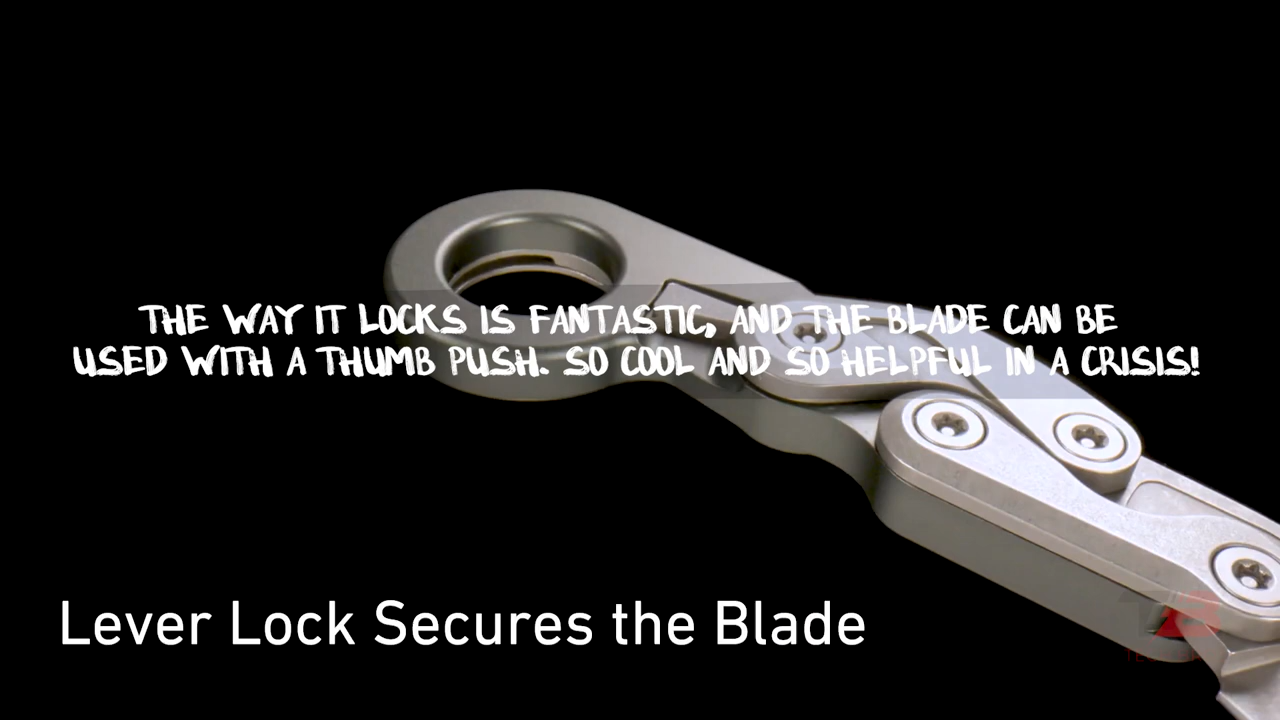 THE WAY IT LOCKS IS FANTASTIC, AND THE BLADE CAN BE
USED WITH A THUMB PUSH. SO COOL AND SO HELPFUL IN A CRISIS!
Lever Lock Secures the Blade